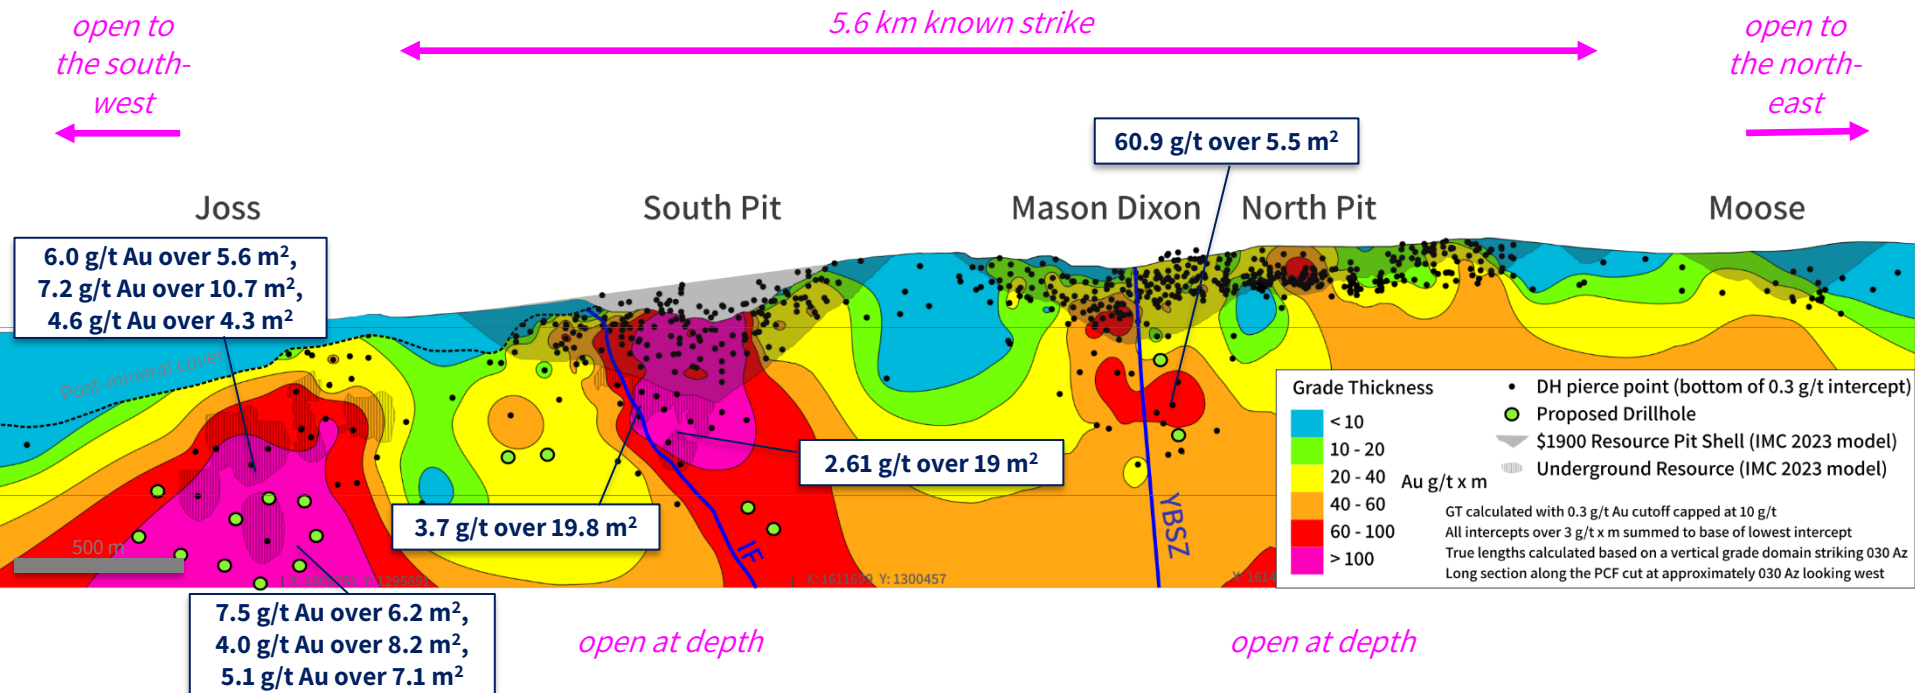 open to
the south-
west
5.6 km known strike
open to
the north-
east
60.9 g/t over 5.5 m²
Joss
South Pit
Mason Dixon
North Pit
Moose
6.0 g/t Au over 5.6 m²,
7.2 g/t Au over 10.7 m²,
4.6 g/t Au over 4.3 m²
Post-mineral cover
2.61 g/t over 19 m²
3.7 g/t over 19.8 m²
IF
YBSZ
500 m
Y: 1295891
X: 1611699 Y: 1300457
X: 1614
Grade Thickness
< 10
10 - 20
20 - 40
40 - 60
60 - 100
> 100
Au g/t x m
DH pierce point (bottom of 0.3 g/t intercept)
Proposed Drillhole
$1900 Resource Pit Shell (IMC 2023 model)
Underground Resource (IMC 2023 model)
GT calculated with 0.3 g/t Au cutoff capped at 10 g/t
All intercepts over 3 g/t x m summed to base of lowest intercept
True lengths calculated based on a vertical grade domain striking 030 Az
Long section along the PCF cut at approximately 030 Az looking west
7.5 g/t Au over 6.2 m²,
4.0 g/t Au over 8.2 m²,
5.1 g/t Au over 7.1 m²
open at depth
open at depth